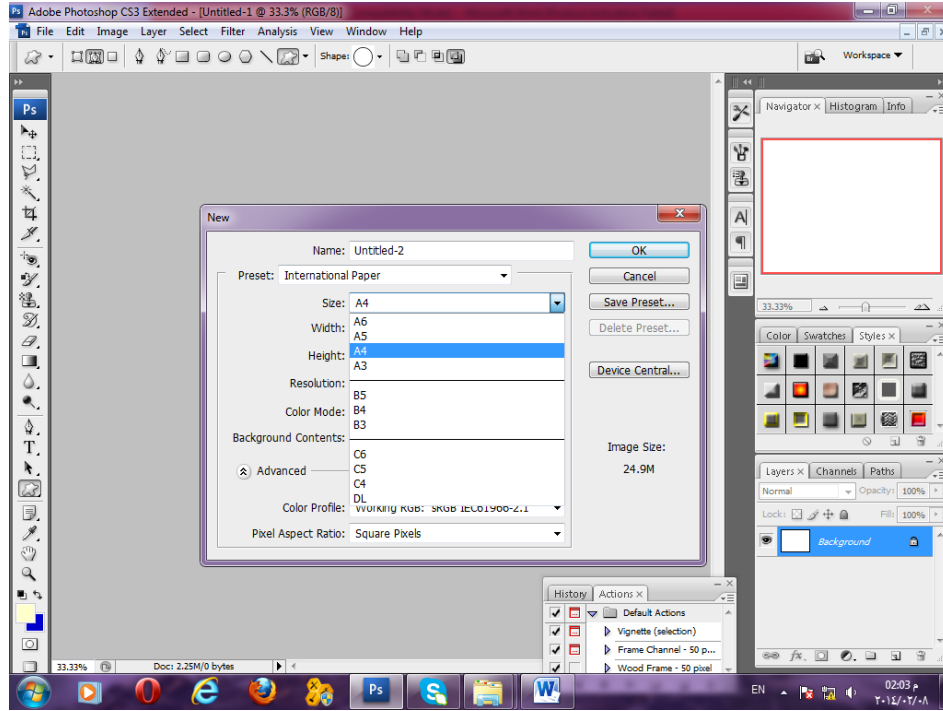 Adobe Photoshop CS3 Extended - [Untitled-1 @ 33.3% (RGB/8)]
File Edit Image Layer Select Filter Analysis View Window Help
Shape:
Workspace
Ps
Navigator Histogram Info
33.33%
Color Swatches Styles
Layers Channels Paths
Normal Opacity: 100%
Lock: Fill: 100%
Background
New
Name: Untitled-2
OK
Preset: International Paper
Cancel
Size: A4
Save Preset...
Width:
Delete Preset...
Height:
Device Central...
Resolution:
Color Mode:
Background Contents:
A6
A5
A4
A3
B5
B4
B3
C6
C5
C4
DL
Image Size:
24.9M
Advanced
Color Profile: Working RGB: sRGB IEC61966-2.1
Pixel Aspect Ratio: Square Pixels
History Actions
Default Actions
Vignette (selection)
Frame Channel - 50 p...
Wood Frame - 50 pixel
33.33% Doc: 2.25M/0 bytes
Ps
EN
02:03 م
٢٠١٤/٠٢/٠٨